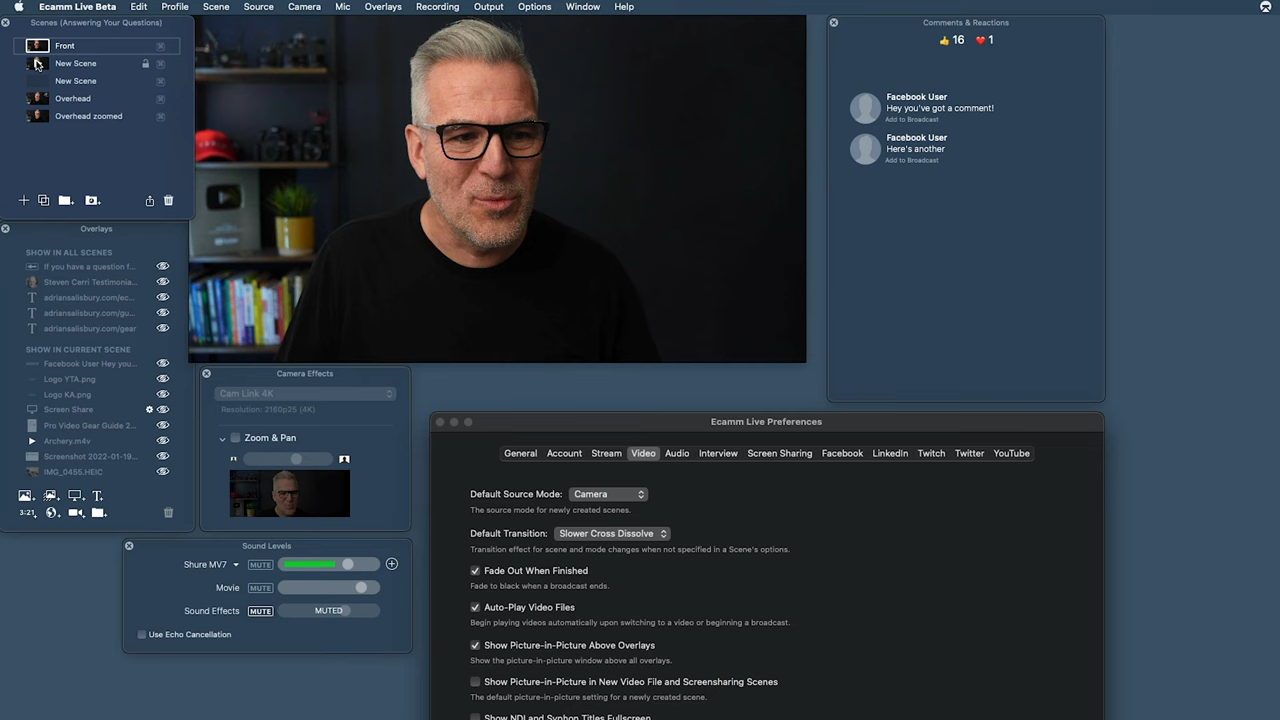 Ecamm Live Beta Edit Profile Scene Source Camera Mic Overlays Recording Output Options Window Help
Scenes (Answering Your Questions)
Front
New Scene
New Scene
Overhead
Overhead zoomed
Overlays
SHOW IN ALL SCENES
If you have a question f...
Steven Cerri Testimonia...
adriansalisbury.com/ec...
adriansalisbury.com/gu...
adriansalisbury.com/gear
SHOW IN CURRENT SCENE
Facebook User Hey you...
Logo YTA.png
Logo KA.png
Screen Share
Pro Video Gear Guide 2...
Archery.m4v
Screenshot 2022-01-19...
IMG_0455.HEIC
3:21
Camera Effects
Cam Link 4K
Resolution: 2160p25 (4K)
Zoom & Pan
Sound Levels
Shure MV7 MUTE
Movie MUTE
Sound Effects MUTE MUTED
Use Echo Cancellation
Comments & Reactions
16 1
Facebook User
Hey you've got a comment!
Add to Broadcast
Facebook User
Here's another
Add to Broadcast
Ecamm Live Preferences
General Account Stream Video Audio Interview Screen Sharing Facebook LinkedIn Twitch Twitter YouTube
Default Source Mode: Camera
The source mode for newly created scenes.
Default Transition: Slower Cross Dissolve
Transition effect for scene and mode changes when not specified in a Scene's options.
Fade Out When Finished
Fade to black when a broadcast ends.
Auto-Play Video Files
Begin playing videos automatically upon switching to a video or beginning a broadcast.
Show Picture-in-Picture Above Overlays
Show the picture-in-picture window above all overlays.
Show Picture-in-Picture in New Video File and Screensharing Scenes
The default picture-in-picture setting for a newly created scene.
Show NDI and Syphon Titles Fullscreen